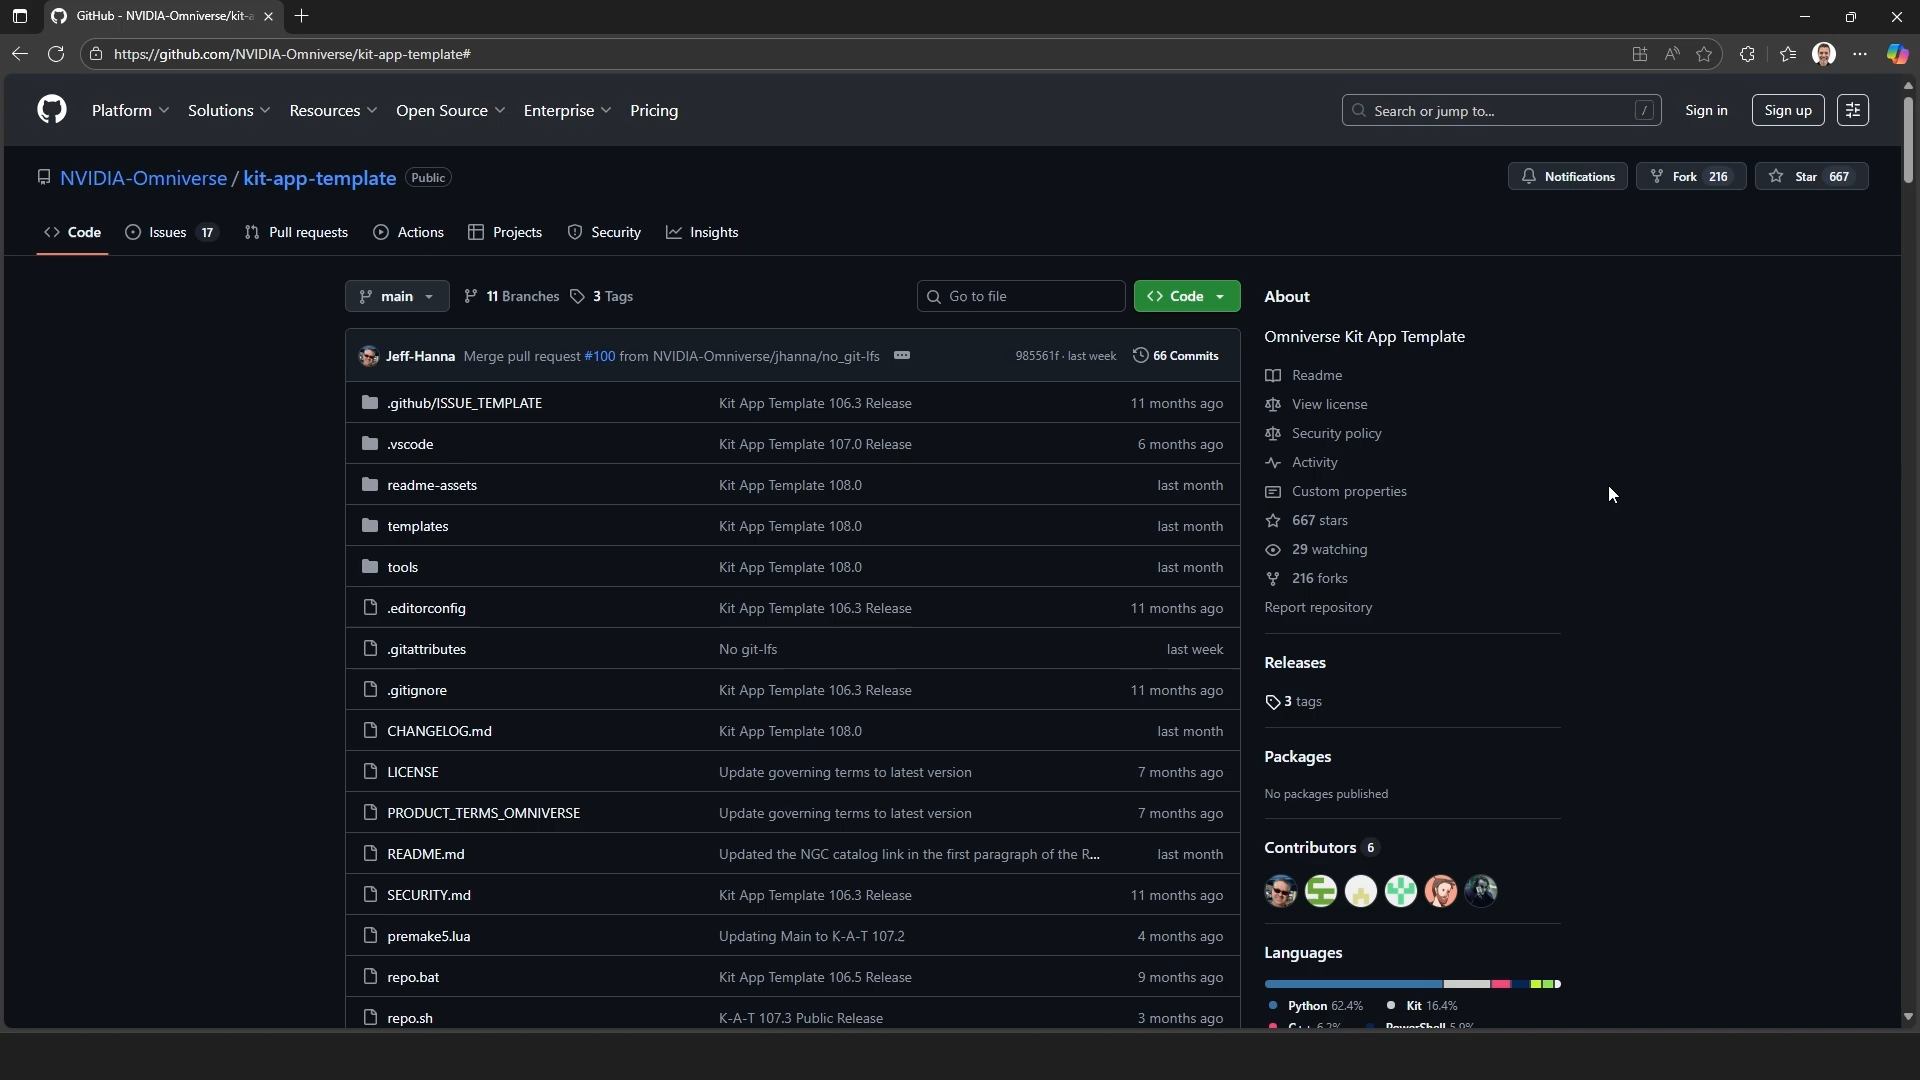 GitHub - NVIDIA-Omniverse/kit-a
https://github.com/NVIDIA-Omniverse/kit-app-template#
Platform Solutions Resources Open Source Enterprise Pricing Search or jump to... / Sign in Sign up
NVIDIA-Omniverse / kit-app-template Public Notifications Fork 216 Star 667
Code Issues 17 Pull requests Actions Projects Security Insights
main 11 Branches 3 Tags Go to file Code
Jeff-Hanna Merge pull request #100 from NVIDIA-Omniverse/jhanna/no_git-lfs 985561f · last week 66 Commits
.github/ISSUE_TEMPLATE Kit App Template 106.3 Release 11 months ago
.vscode Kit App Template 107.0 Release 6 months ago
readme-assets Kit App Template 108.0 last month
templates Kit App Template 108.0 last month
tools Kit App Template 108.0 last month
.editorconfig Kit App Template 106.3 Release 11 months ago
.gitattributes No git-lfs last week
.gitignore Kit App Template 106.3 Release 11 months ago
CHANGELOG.md Kit App Template 108.0 last month
LICENSE Update governing terms to latest version 7 months ago
PRODUCT_TERMS_OMNIVERSE Update governing terms to latest version 7 months ago
README.md Updated the NGC catalog link in the first paragraph of the R... last month
SECURITY.md Kit App Template 106.3 Release 11 months ago
premake5.lua Updating Main to K-A-T 107.2 4 months ago
repo.bat Kit App Template 106.5 Release 9 months ago
repo.sh K-A-T 107.3 Public Release 3 months ago
About
Omniverse Kit App Template
Readme
View license
Security policy
Activity
Custom properties
667 stars
29 watching
216 forks
Report repository
Releases
3 tags
Packages
No packages published
Contributors 6
Languages
Python 62.4% Kit 16.4%
C++ 6.2% PowerShell 5.9%